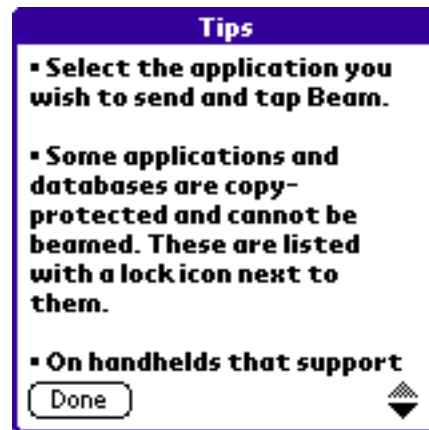 Tips
▪ Select the application you
wish to send and tap Beam.
▪ Some applications and
databases are copy-
protected and cannot be
beamed. These are listed
with a lock icon next to
them.
▪ On handhelds that support
Done